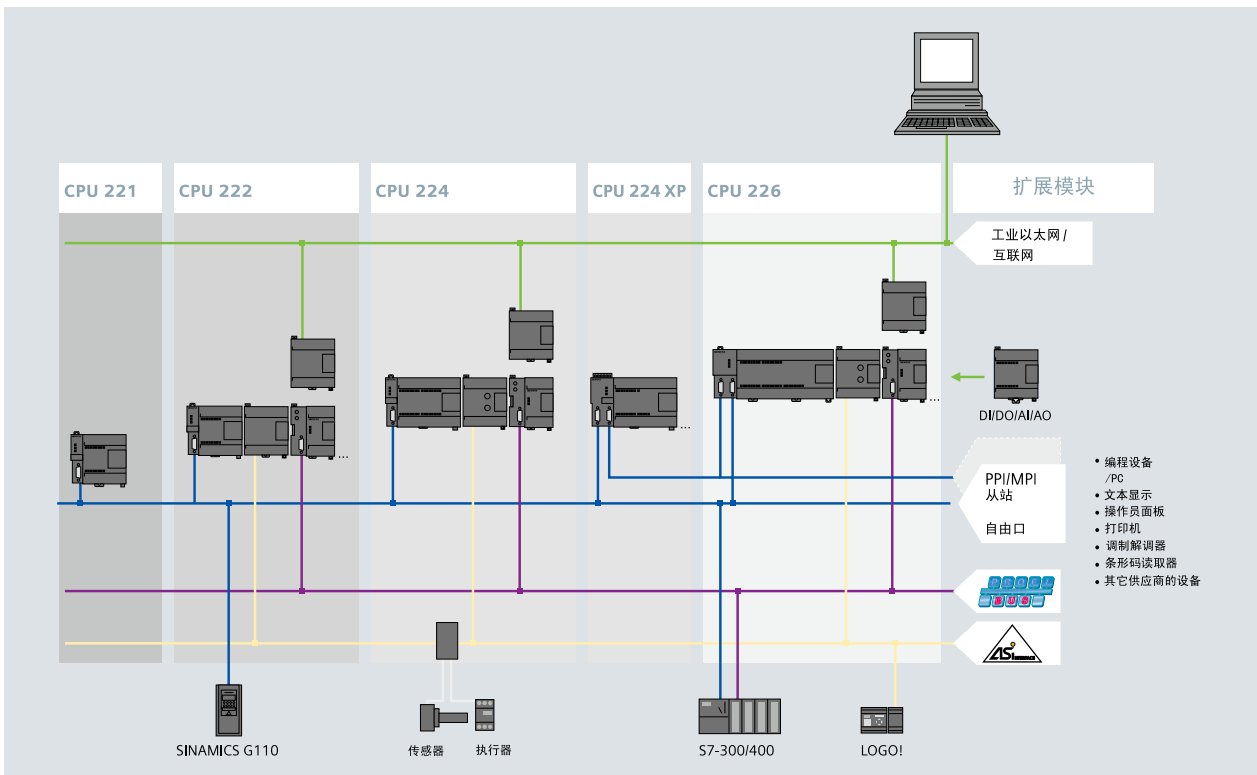 CPU 221
CPU 222
CPU 224
CPU 224 XP
CPU 226
扩展模块
工业以太网/
互联网
DI/DO/AI/AO
...
...
...
PPI/MPI
从站
自由口
• 编程设备
/PC
• 文本显示
• 操作员面板
• 打印机
• 调制解调器
• 条形码读取器
• 其它供应商的设备
PROFI
BUS
ASi
INTERFACE
SINAMICS G110
传感器
执行器
S7-300/400
LOGO!